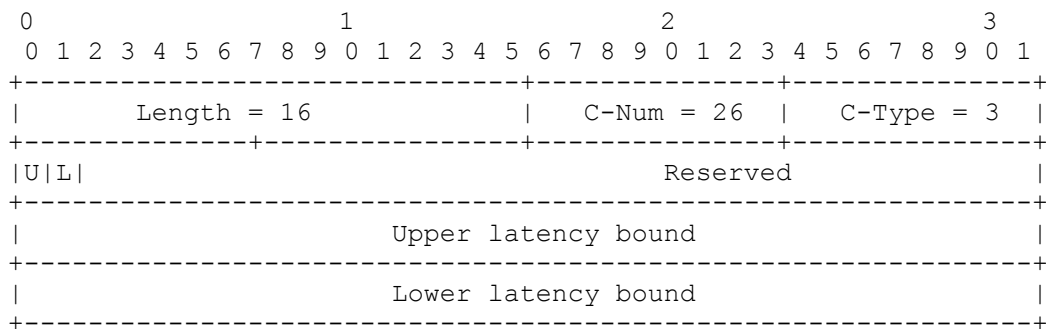 0                   1                   2                   3
 0 1 2 3 4 5 6 7 8 9 0 1 2 3 4 5 6 7 8 9 0 1 2 3 4 5 6 7 8 9 0 1
+-------------------------------+---------------+---------------+
|       Length = 16             |   C-Num = 26  |   C-Type = 3  |
+--------------+----------------+---------------+---------------+
|U|L|                                    Reserved               |
+---------------------------------------------------------------+
|                       Upper latency bound                     |
+---------------------------------------------------------------+
|                       Lower latency bound                     |
+---------------------------------------------------------------+